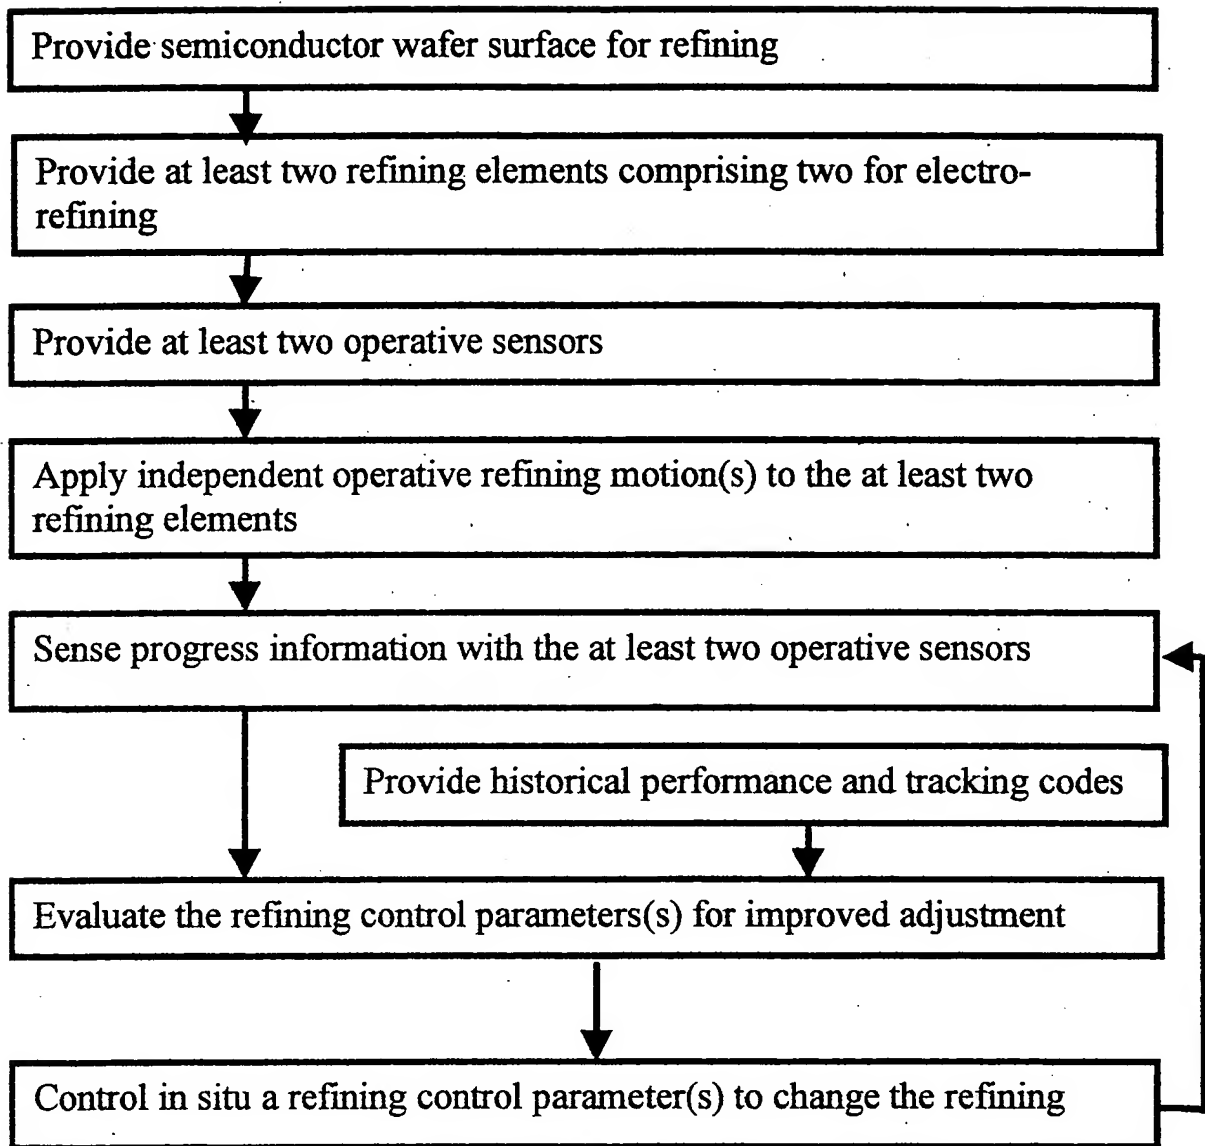 Provide semiconductor wafer surface for refining
Provide at least two refining elements comprising two for electro-
refining
Provide at least two operative sensors
Apply independent operative refining motion(s) to the at least two
refining elements
Sense progress information with the at least two operative sensors
Provide historical performance and tracking codes
Evaluate the refining control parameters(s) for improved adjustment
Control in situ a refining control parameter(s) to change the refining